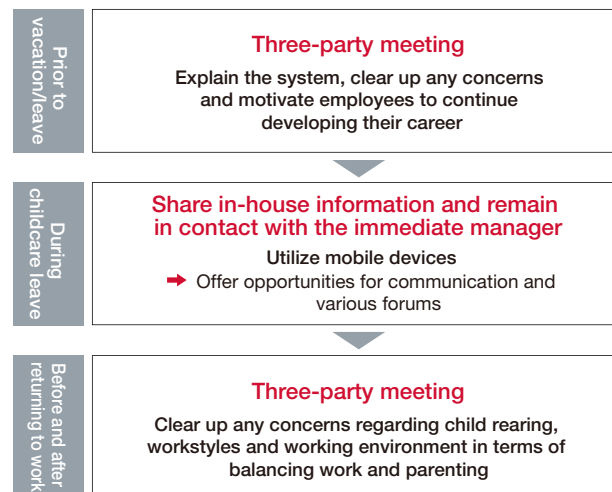 Prior to
vacation/leave
Three-party meeting
Explain the system, clear up any concerns
and motivate employees to continue
developing their career
During
childcare leave
Share in-house information and remain
in contact with the immediate manager
Utilize mobile devices
➔ Offer opportunities for communication and
various forums
Before and after
returning to work
Three-party meeting
Clear up any concerns regarding child rearing,
workstyles and working environment in terms of
balancing work and parenting